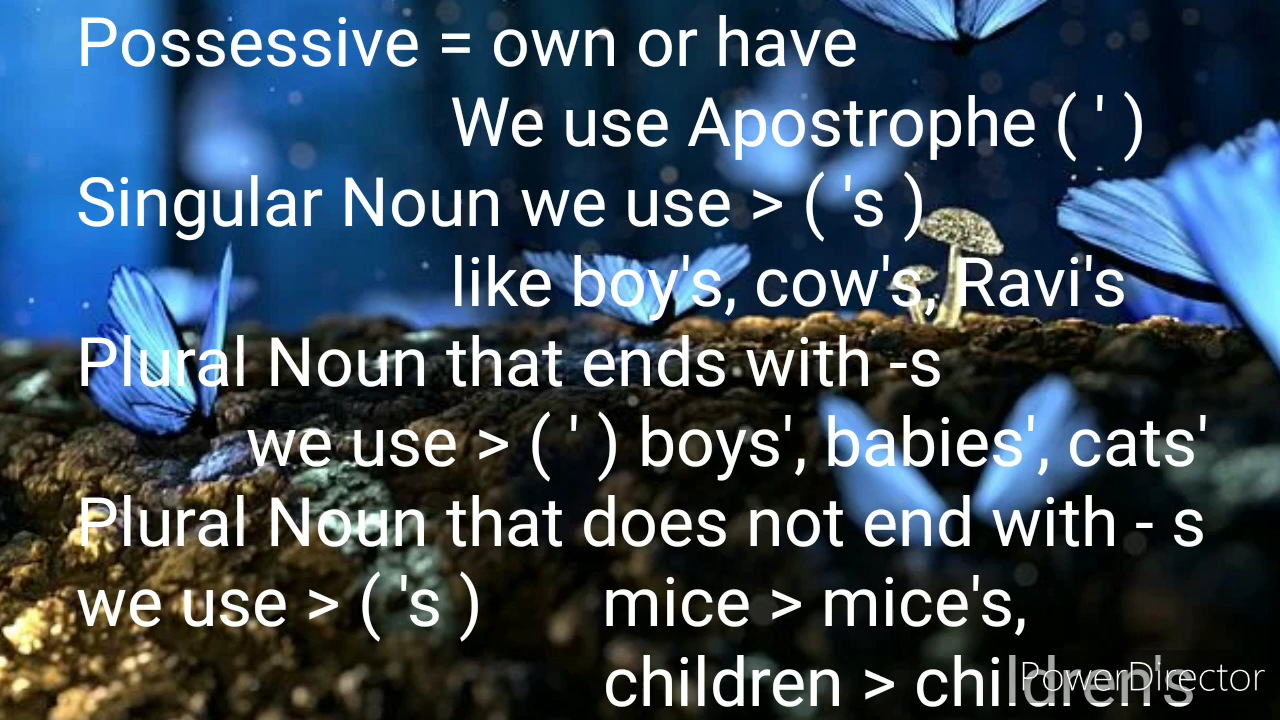 Possessive = own or have
We use Apostrophe ( ' )
Singular Noun we use > ( 's )
like boy's, cow's, Ravi's
Plural Noun that ends with -s
we use > ( ' ) boys', babies', cats'
Plural Noun that does not end with - s
we use > ( 's ) mice > mice's,
children > children's
PowerDirector